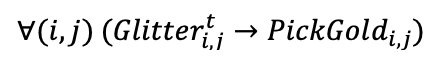 ∀(i,j) (Glitter^t_{i,j} → PickGold_{i,j})